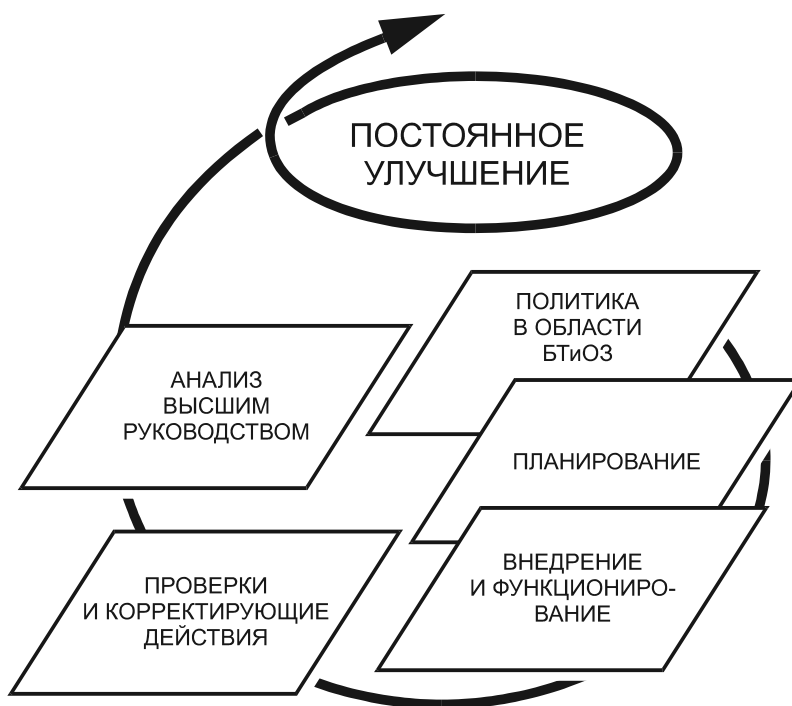 ПОСТОЯННОЕ
УЛУЧШЕНИЕ
ПОЛИТИКА
В ОБЛАСТИ
БТиОЗ
АНАЛИЗ
ВЫСШИМ
РУКОВОДСТВОМ
ПЛАНИРОВАНИЕ
ВНЕДРЕНИЕ
И ФУНКЦИОНИРО-
ВАНИЕ
ПРОВЕРКИ
И КОРРЕКТИРУЮЩИЕ
ДЕЙСТВИЯ